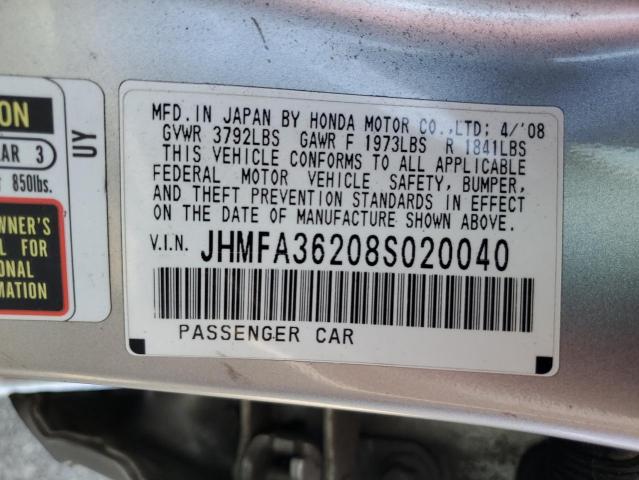 MFD.IN JAPAN BY HONDA MOTOR CO.,LTD; 4/'08
GVWR 3792LBS GAWR F 1973LBS R 1841LBS
THIS VEHICLE CONFORMS TO ALL APPLICABLE
FEDERAL MOTOR VEHICLE SAFETY, BUMPER,
AND THEFT PREVENTION STANDARDS IN EFFECT
ON THE DATE OF MANUFACTURE SHOWN ABOVE.
V.I.N. JHMFA36208S020040
PASSENGER CAR
ON
AR 3
850lbs.
UY
WNER'S
L FOR
ONAL
MATION